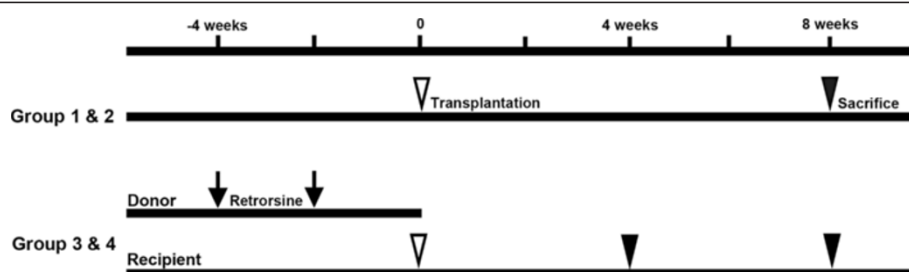 -4 weeks 0 4 weeks 8 weeks
Transplantation Sacrifice
Group 1 & 2
Donor Retrorsine
Group 3 & 4
Recipient